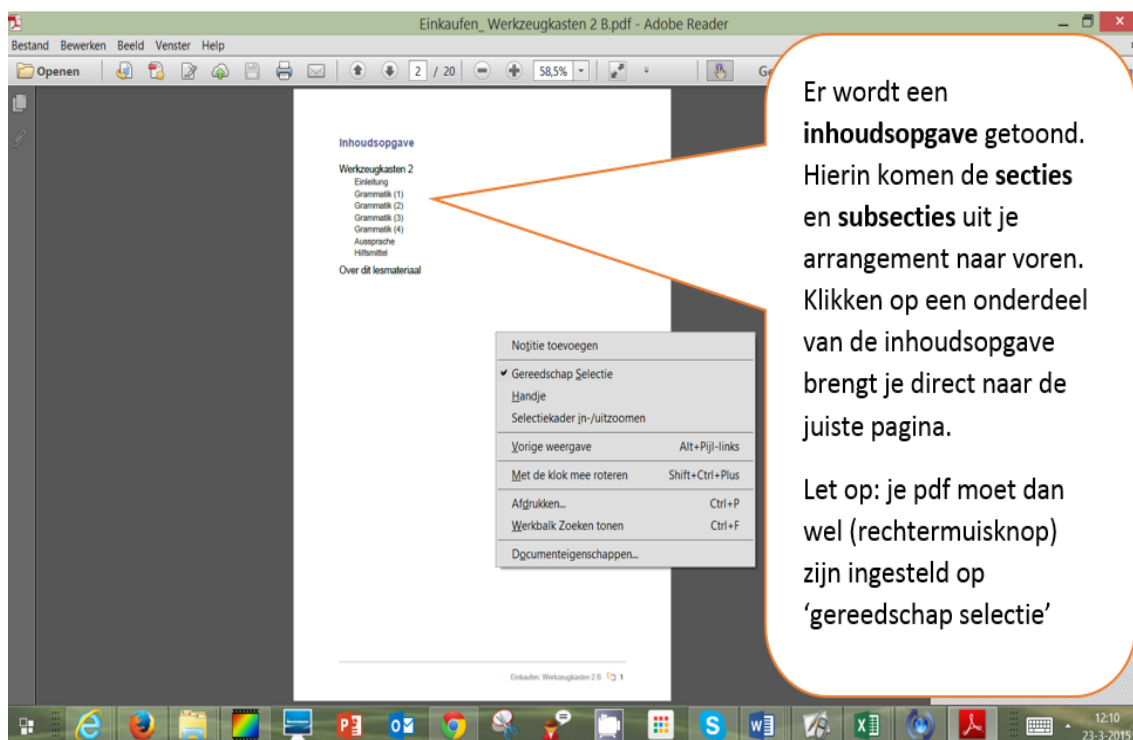 Einkaufen_ Werkzeugkasten 2 B.pdf - Adobe Reader
Bestand Bewerken Beeld Venster Help
Openen 2 / 20 58,5% Ge
Inhoudsopgave
Werkzeugkasten 2
Einleitung
Grammatik (1)
Grammatik (2)
Grammatik (3)
Grammatik (4)
Aussprache
Hilfsmittel
Over dit lesmateriaal
Notitie toevoegen
Gereedschap Selectie
Handje
Selectiekader in-/uitzoomen
Vorige weergave Alt+Pijl-links
Met de klok mee roteren Shift+Ctrl+Plus
Afdrukken... Ctrl+P
Werkbalk Zoeken tonen Ctrl+F
Documenteigenschappen...
Einkaufen: Werkzeugkasten 2 B 1
Er wordt een
inhoudsopgave getoond.
Hierin komen de secties
en subsecties uit je
arrangement naar voren.
Klikken op een onderdeel
van de inhoudsopgave
brengt je direct naar de
juiste pagina.
Let op: je pdf moet dan
wel (rechtermuisknop)
zijn ingesteld op
‘gereedschap selectie’
12:10
23-3-2015